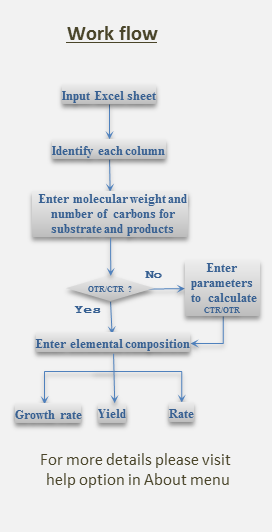 Work flow
Input Excel sheet
Identify each column
Enter molecular weight and
number of carbons for
substrate and products
OTR/CTR ?
No
Yes
Enter
parameters
to calculate
CTR/OTR
Enter elemental composition
Growth rate
Yield
Rate
For more details please visit
help option in About menu